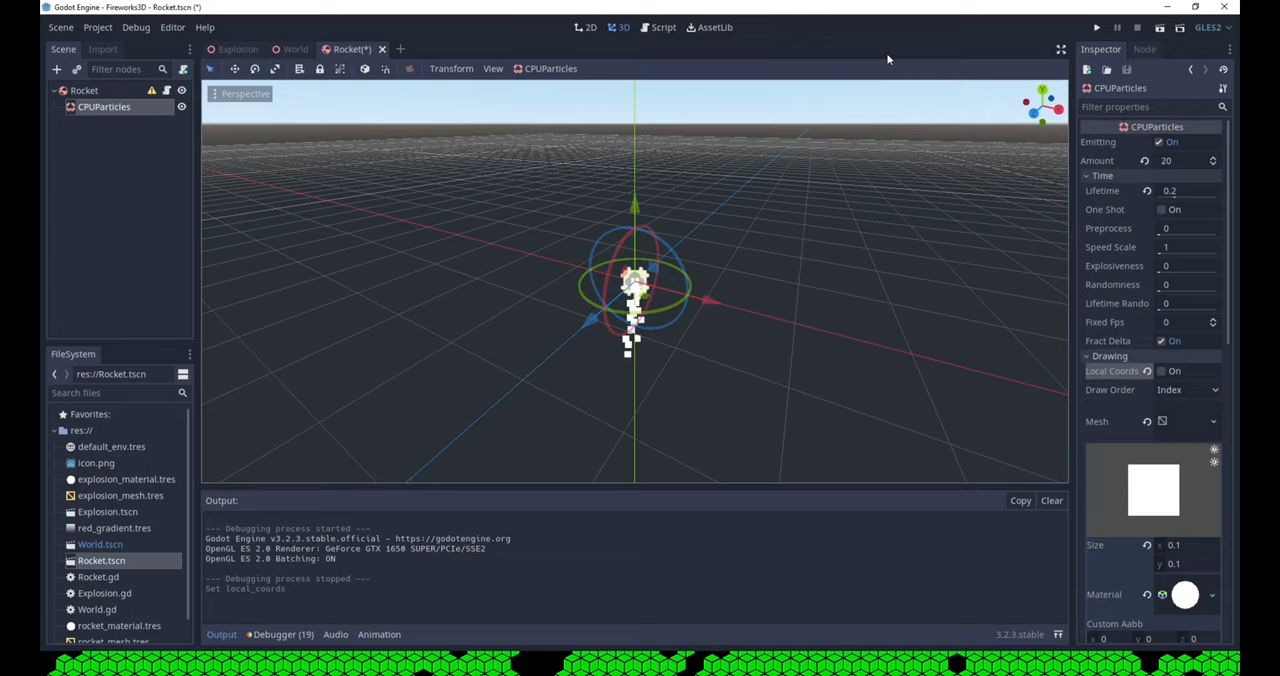 Godot Engine - Fireworks3D - Rocket.tscn (*)
Scene Project Debug Editor Help
2D 3D Script AssetLib
GLES2
Scene Import
Explosion World Rocket(*)
Inspector Node
Filter nodes
Transform View CPUParticles
Rocket
CPUParticles
Perspective
Y
Z
CPUParticles
Filter properties
CPUParticles
Emitting On
Amount 20
Time
Lifetime 0.2
One Shot On
Preprocess 0
Speed Scale 1
Explosiveness 0
Randomness 0
Lifetime Rando 0
Fixed Fps 0
Fract Delta On
Drawing
Local Coords On
Draw Order Index
Mesh
Size x 0.1
y 0.1
Material
Custom Aabb
x 0 y 0 z 0
FileSystem
res://Rocket.tscn
Search files
Favorites:
res://
default_env.tres
icon.png
explosion_material.tres
explosion_mesh.tres
Explosion.tscn
red_gradient.tres
World.tscn
Rocket.tscn
Rocket.gd
Explosion.gd
World.gd
rocket_material.tres
rocket_mesh.tres
Output:
Copy Clear
--- Debugging process started ---
Godot Engine v3.2.3.stable.official - https://godotengine.org
OpenGL ES 2.0 Renderer: GeForce GTX 1650 SUPER/PCIe/SSE2
OpenGL ES 2.0 Batching: ON
--- Debugging process stopped ---
Set local_coords
Output Debugger (19) Audio Animation
3.2.3.stable